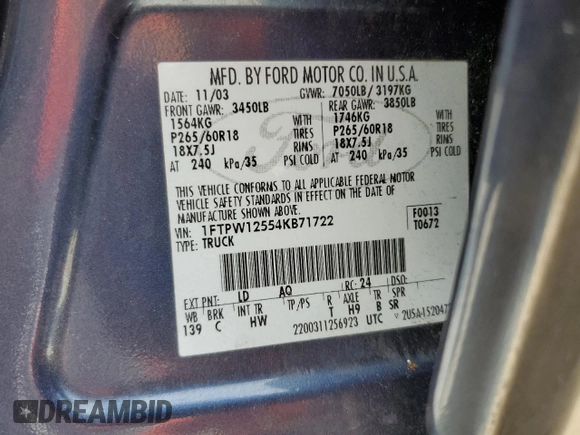 MFD. BY FORD MOTOR CO. IN U.S.A.
DATE: 11/03 GVWR: 7050LB/ 3197KG
FRONT GAWR: 3450LB REAR GAWR: 3850LB
1564KG WITH 1746KG WITH
P265/60R18 TIRES P265/60R18 TIRES
18X7.5J RIMS 18X7.5J RIMS
AT 240 kPa/35 PSI COLD AT 240 kPa/35 PSI COLD
Ford
THIS VEHICLE CONFORMS TO ALL APPLICABLE FEDERAL MOTOR
VEHICLE SAFETY STANDARDS IN EFFECT ON THE DATE OF
MANUFACTURE SHOWN ABOVE.
VIN: 1FTPW12554KB71722 F0013
TYPE: TRUCK T0672
EXT PNT: LD AQ RC: 24 DSO:
WB BRK INT TR TP/PS R AXLE TR SPR
139 C HW T H9 B SR
2200311256923 UTC
DREAMBID